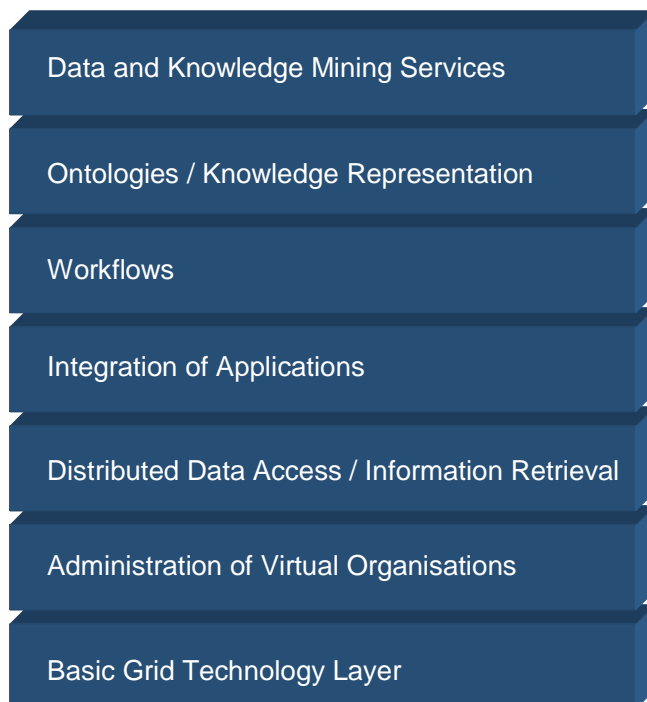 Data and Knowledge Mining Services
Ontologies / Knowledge Representation
Workflows
Integration of Applications
Distributed Data Access / Information Retrieval
Administration of Virtual Organisations
Basic Grid Technology Layer